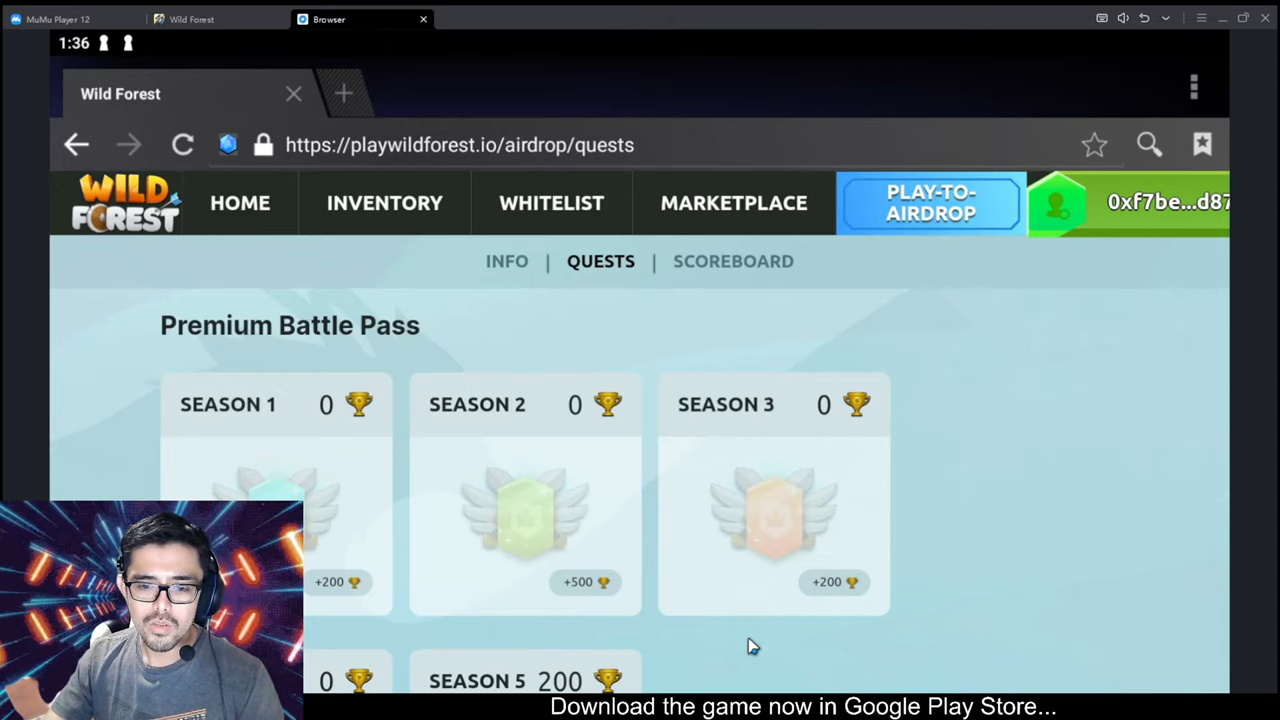 MuMu Player 12
Wild Forest
Browser
1:36
Wild Forest
https://playwildforest.io/airdrop/quests
WILD FOREST
HOME
INVENTORY
WHITELIST
MARKETPLACE
PLAY-TO-
AIRDROP
0xf7be...d87
INFO | QUESTS | SCOREBOARD
Premium Battle Pass
SEASON 1 0
SEASON 2 0
SEASON 3 0
+200
+500
+200
0
SEASON 5 200
Download the game now in Google Play Store...